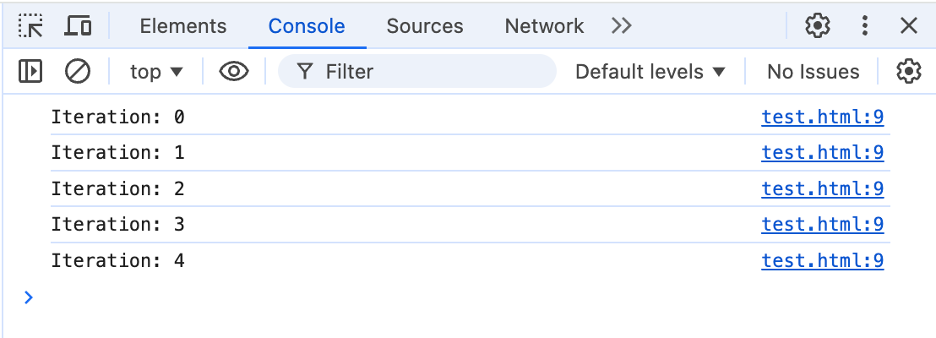 Elements Console Sources Network
top Filter Default levels No Issues
Iteration: 0 test.html:9
Iteration: 1 test.html:9
Iteration: 2 test.html:9
Iteration: 3 test.html:9
Iteration: 4 test.html:9